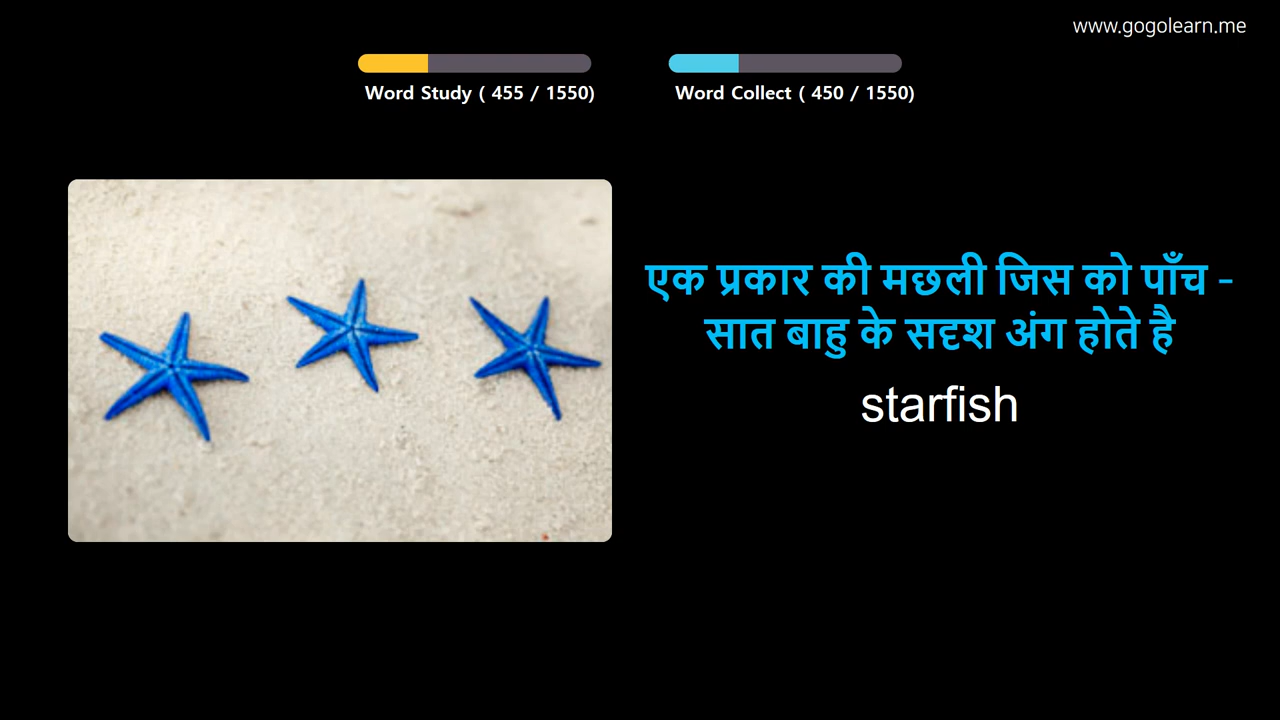 www.gogolearn.me
Word Study ( 455 / 1550)
Word Collect ( 450 / 1550)
एक प्रकार की मछली जिस को पाँच -
सात बाहु के सदृश अंग होते है
starfish